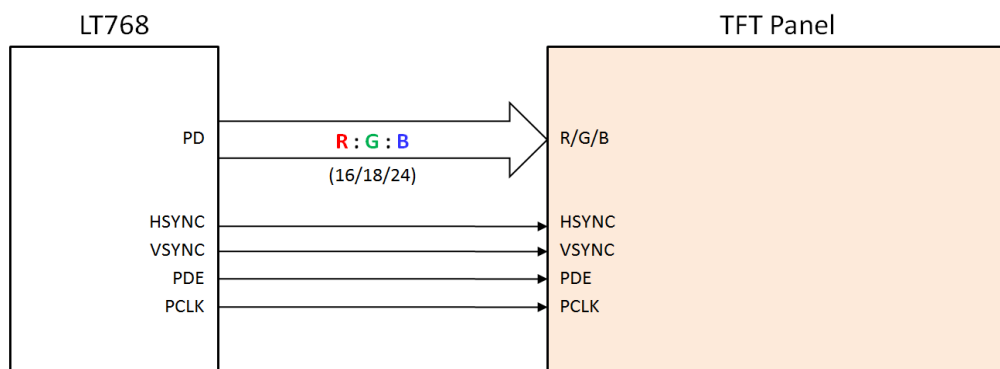 LT768
TFT Panel
PD
R : G : B
R/G/B
(16/18/24)
HSYNC
HSYNC
VSYNC
VSYNC
PDE
PDE
PCLK
PCLK